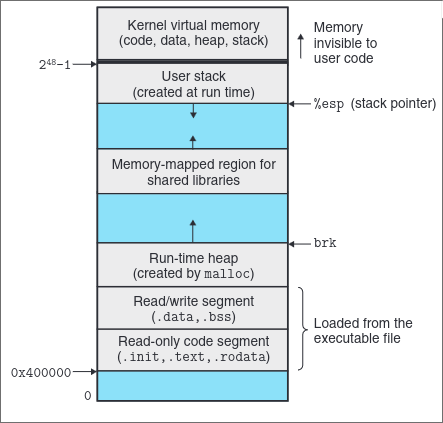 Kernel virtual memory
(code, data, heap, stack)
Memory
invisible to
user code
2⁴⁸−1
User stack
(created at run time)
%esp (stack pointer)
Memory-mapped region for
shared libraries
brk
Run-time heap
(created by malloc)
Read/write segment
(.data,.bss)
Loaded from the
executable file
Read-only code segment
(.init,.text,.rodata)
0x400000
0